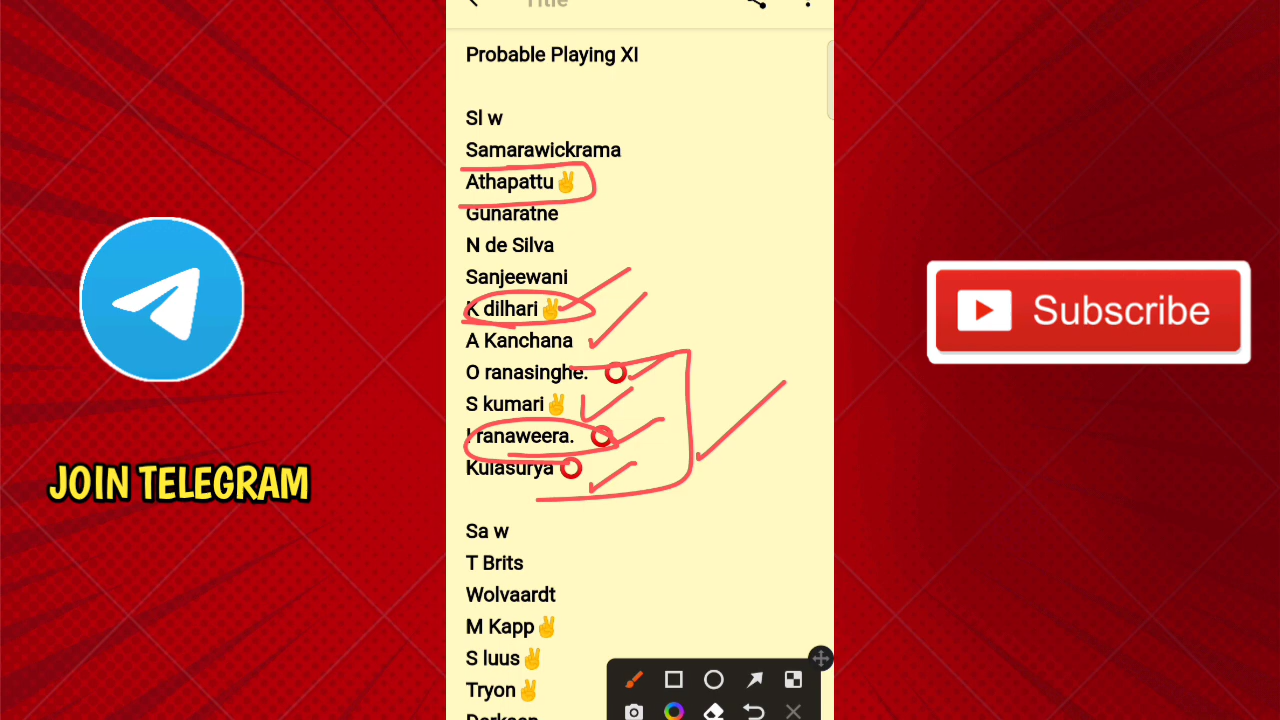 Title
Probable Playing XI
Sl w
Samarawickrama
Athapattu✌
Gunaratne
N de Silva
Sanjeewani
K dilhari✌
A Kanchana
O ranasinghe. ⭕
S kumari✌
I ranaweera. ⭕
Kulasurya ⭕
Sa w
T Brits
Wolvaardt
M Kapp✌
S luus✌
Tryon✌
JOIN TELEGRAM
Subscribe